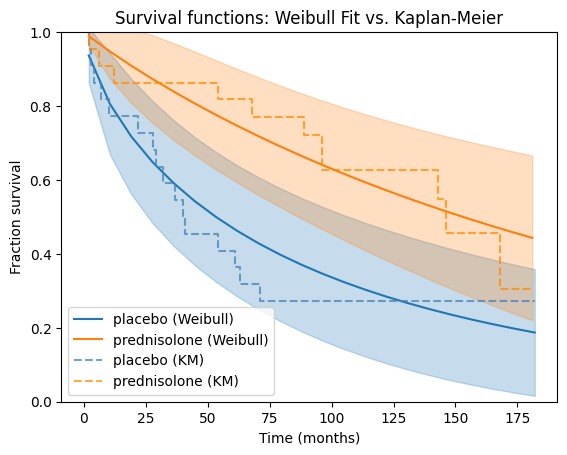 Survival functions: Weibull Fit vs. Kaplan-Meier
1.0
0.8
0.6
0.4
0.2
0.0
Fraction survival
placebo (Weibull)
prednisolone (Weibull)
placebo (KM)
prednisolone (KM)
0
25
50
75
100
125
150
175
Time (months)